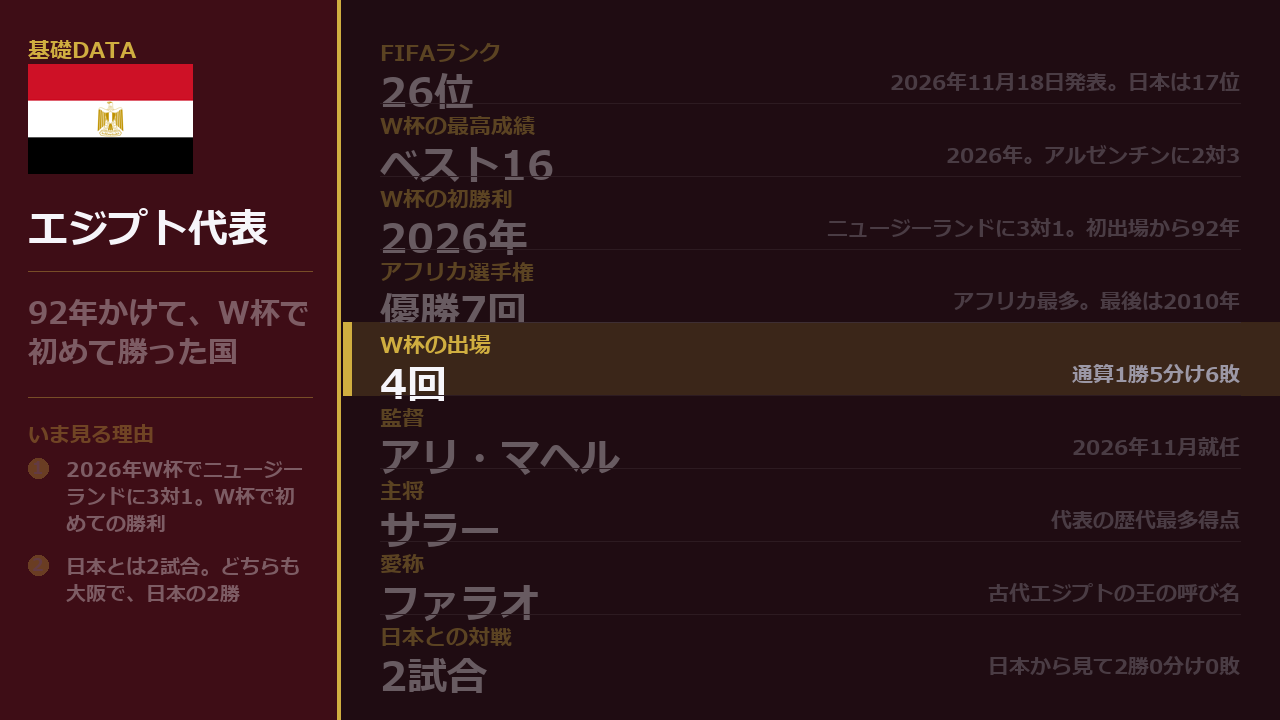 基礎DATA
エジプト代表
92年かけて、W杯で
初めて勝った国
いま見る理由
2026年W杯でニュージー
ランドに3対1。W杯で初
めての勝利
日本とは2試合。どちらも
大阪で、日本の2勝
FIFAランク
26位
2026年11月18日発表。日本は17位
W杯の最高成績
ベスト16
2026年。アルゼンチンに2対3
W杯の初勝利
2026年
ニュージーランドに3対1。初出場から92年
アフリカ選手権
優勝7回
アフリカ最多。最後は2010年
W杯の出場
4回
通算1勝5分け6敗
監督
アリ・マヘル
2026年11月就任
主将
サラー
代表の歴代最多得点
愛称
ファラオ
古代エジプトの王の呼び名
日本との対戦
2試合
日本から見て2勝0分け0敗